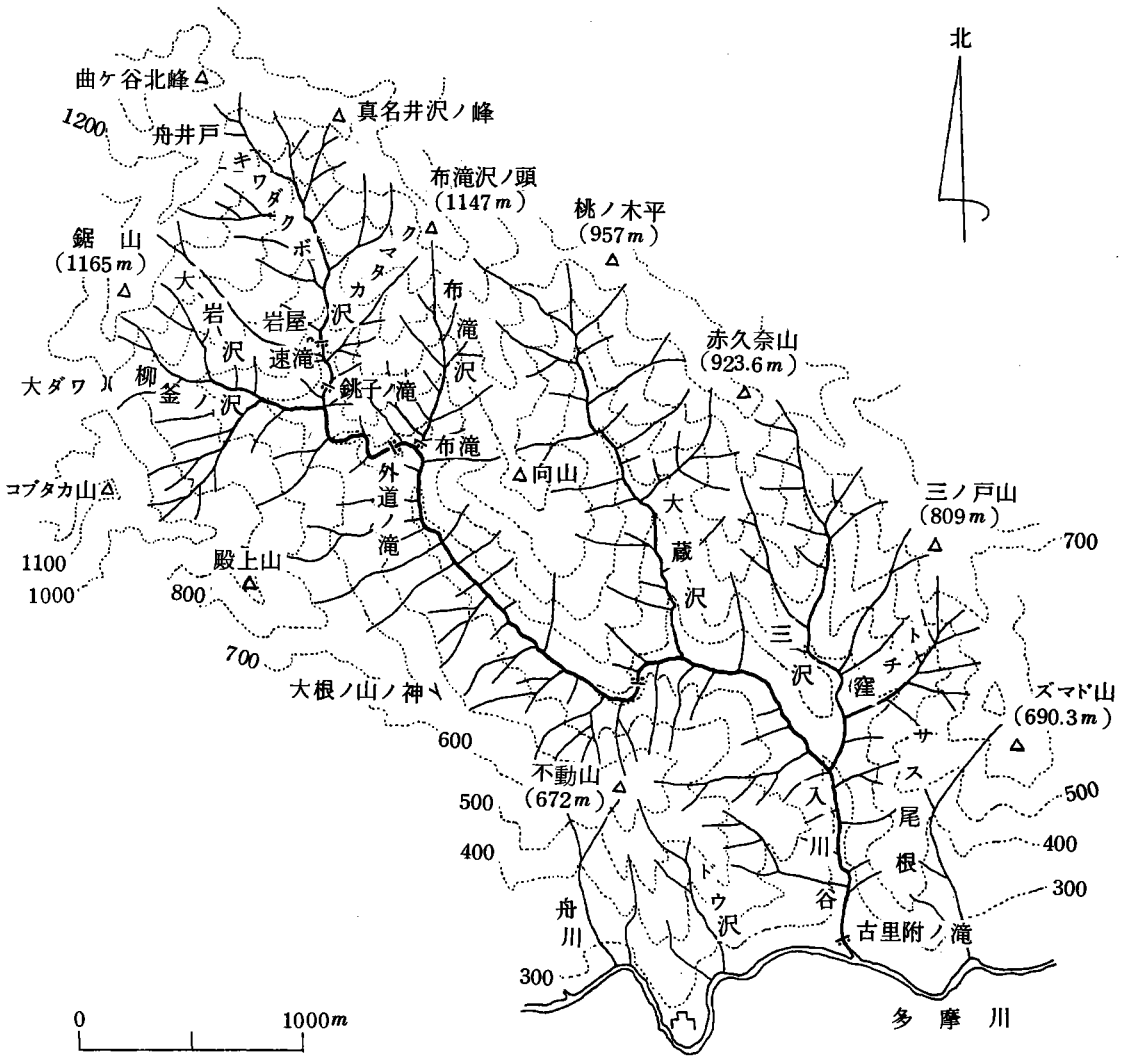 北
曲ケ谷北峰
真名井沢ノ峰
1200
舟井戸
キワダクボ
布滝沢ノ頭
(1147m)
桃ノ木平
(957m)
鋸山
(1165m)
クマタカ沢
布滝沢
大岩沢
岩屋
速滝
赤久奈山
(923.6m)
大ダワ
柳釜ノ沢
銚子ノ滝
布滝
外道ノ滝
向山
コブタカ山
大蔵沢
三ノ戸山
(809m)
700
1100
1000
殿上山
800
三沢
トチ窪
700
大根ノ山ノ神
ズマド山
(690.3m)
600
サス尾根
不動山
(672m)
500
入川谷
500
400
400
ドウ沢
300
舟川
古里附ノ滝
300
多摩川
0
1000m